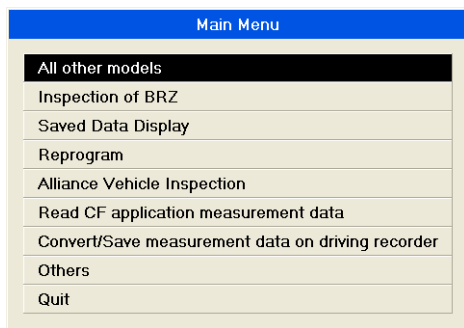 Main Menu
All other models
Inspection of BRZ
Saved Data Display
Reprogram
Alliance Vehicle Inspection
Read CF application measurement data
Convert/Save measurement data on driving recorder
Others
Quit